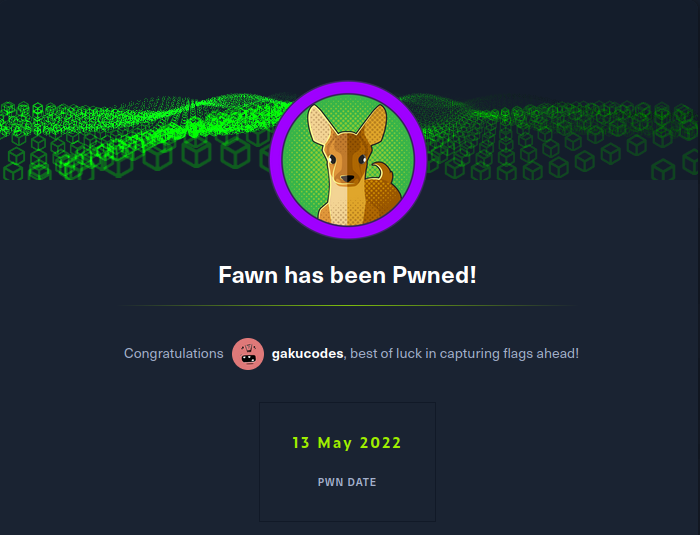 Fawn has been Pwned!
Congratulations gakucodes, best of luck in capturing flags ahead!
13 May 2022
PWN DATE